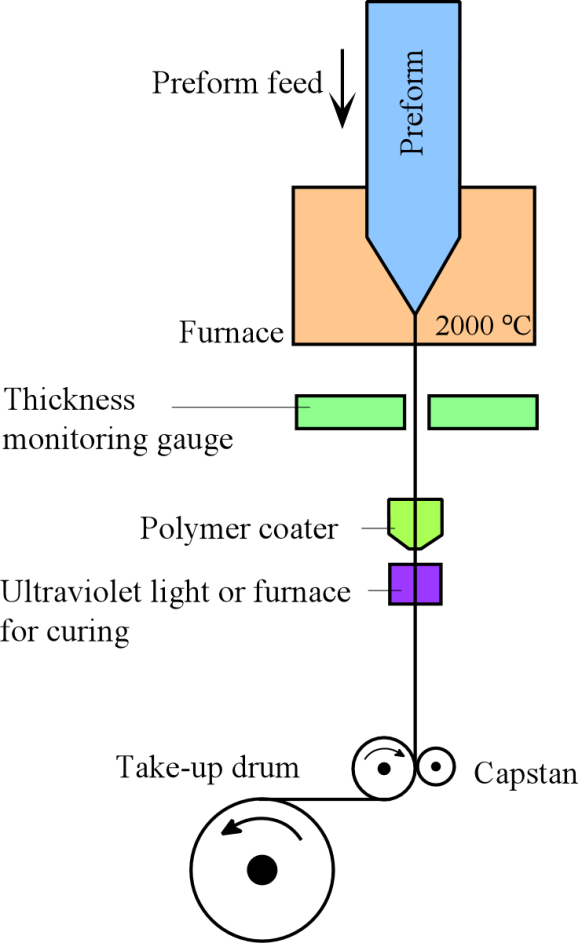 Preform feed
Preform
2000 ℃
Furnace
Thickness
monitoring gauge
Polymer coater
Ultraviolet light or furnace
for curing
Take-up drum
Capstan